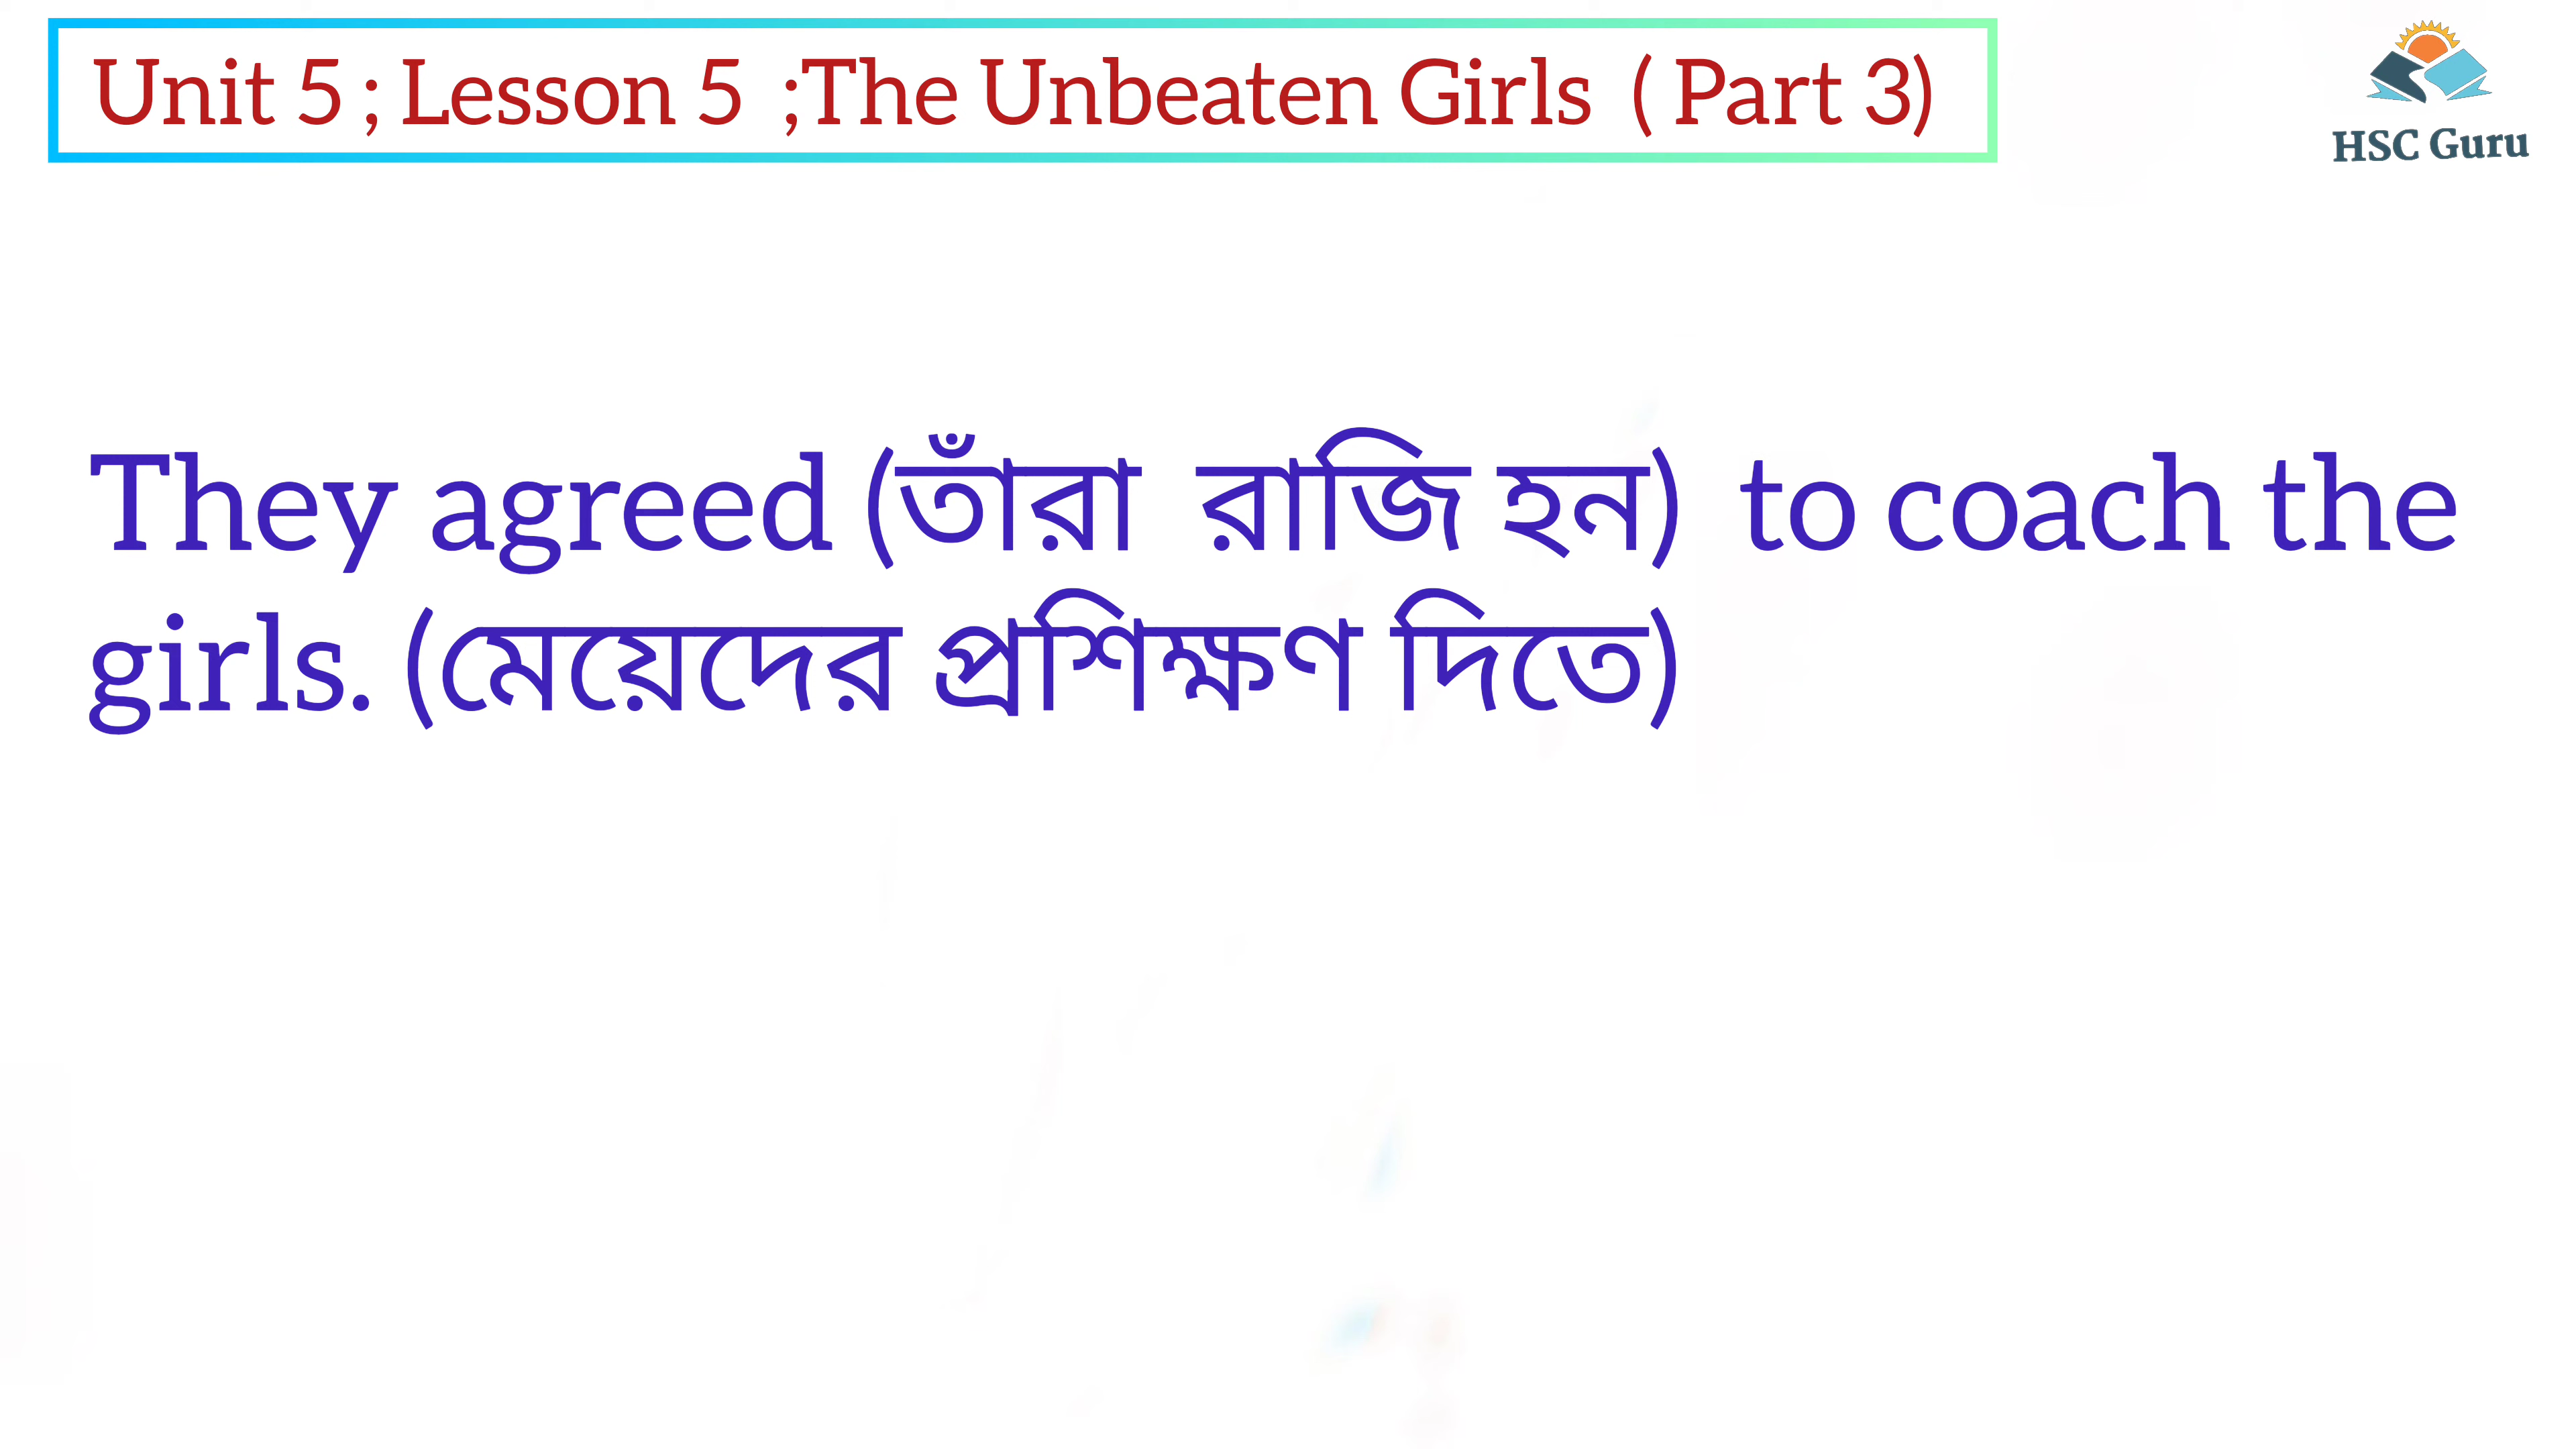 Unit 5 ; Lesson 5 ;The Unbeaten Girls ( Part 3)
HSC Guru
They agreed (তাঁরা রাজি হন) to coach the
girls. (মেয়েদের প্রশিক্ষণ দিতে)